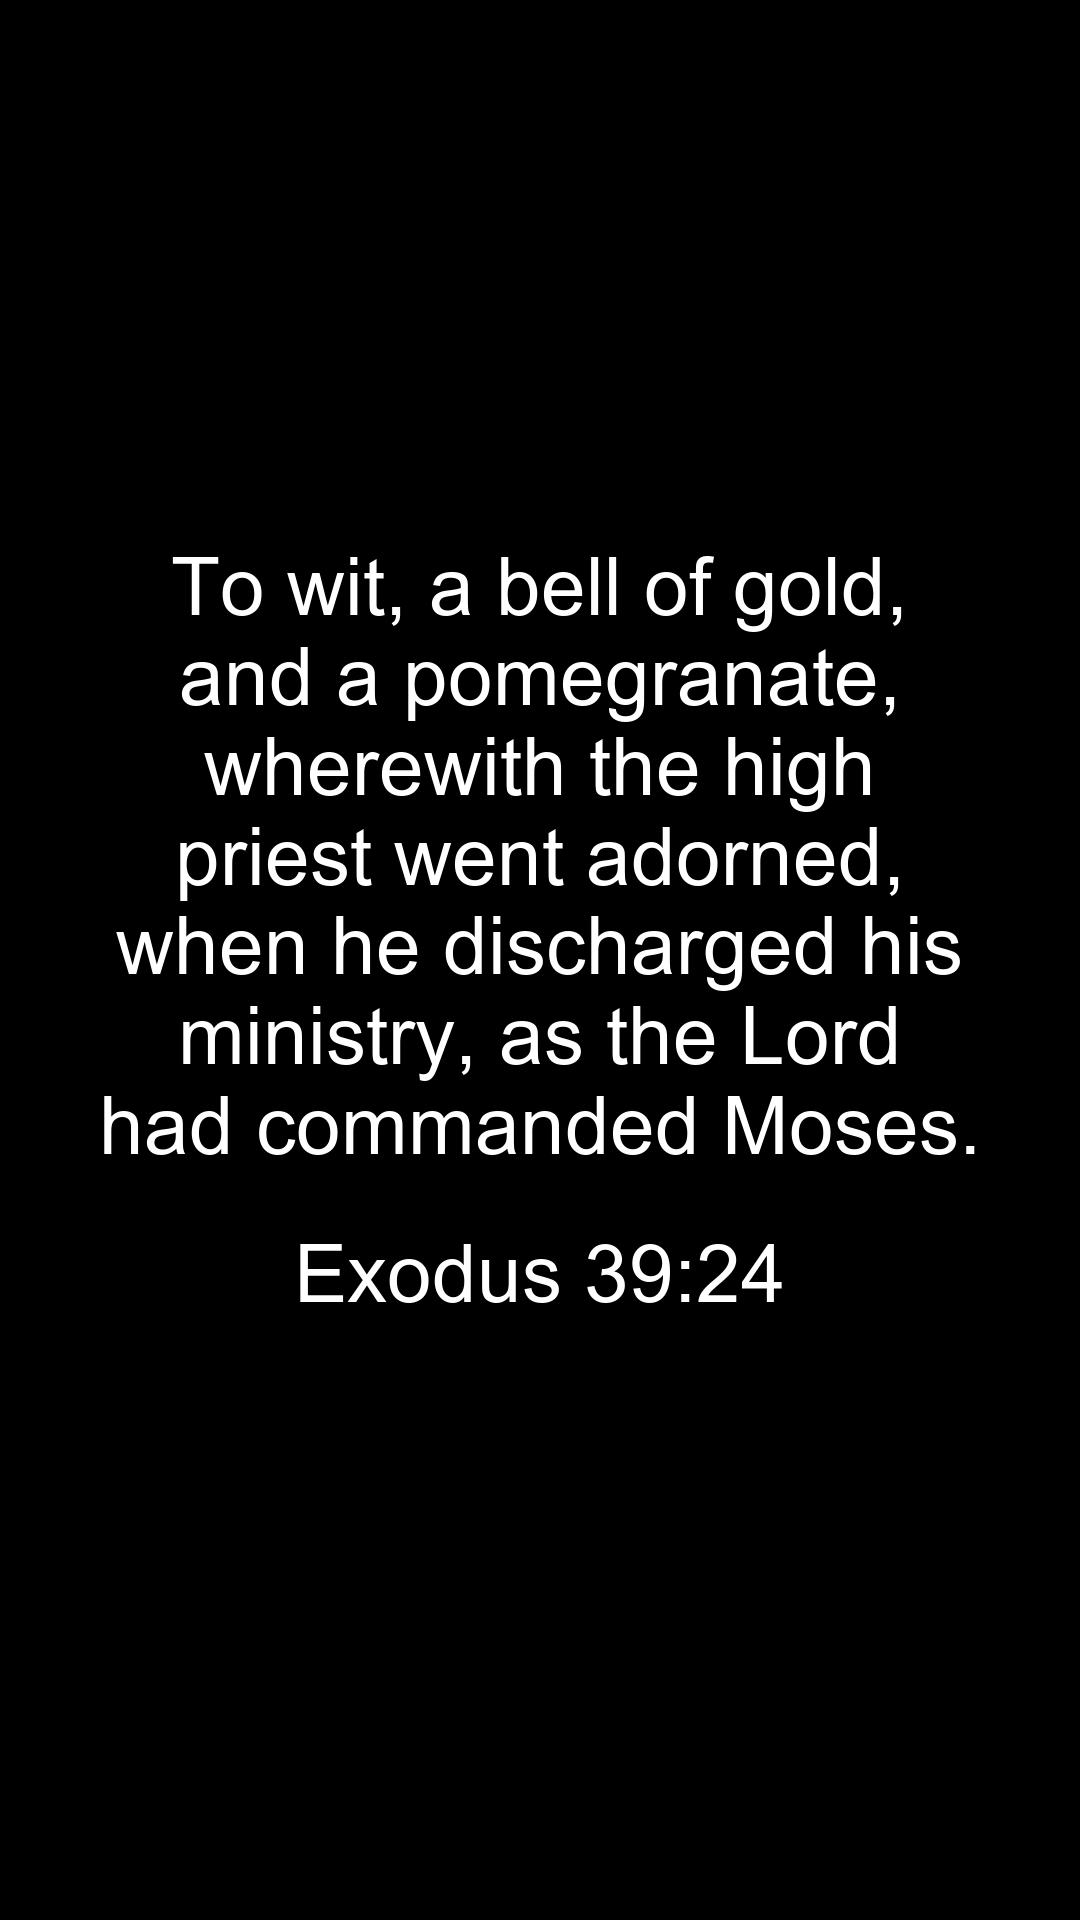 To wit, a bell of gold,
and a pomegranate,
wherewith the high
priest went adorned,
when he discharged his
ministry, as the Lord
had commanded Moses.
Exodus 39:24